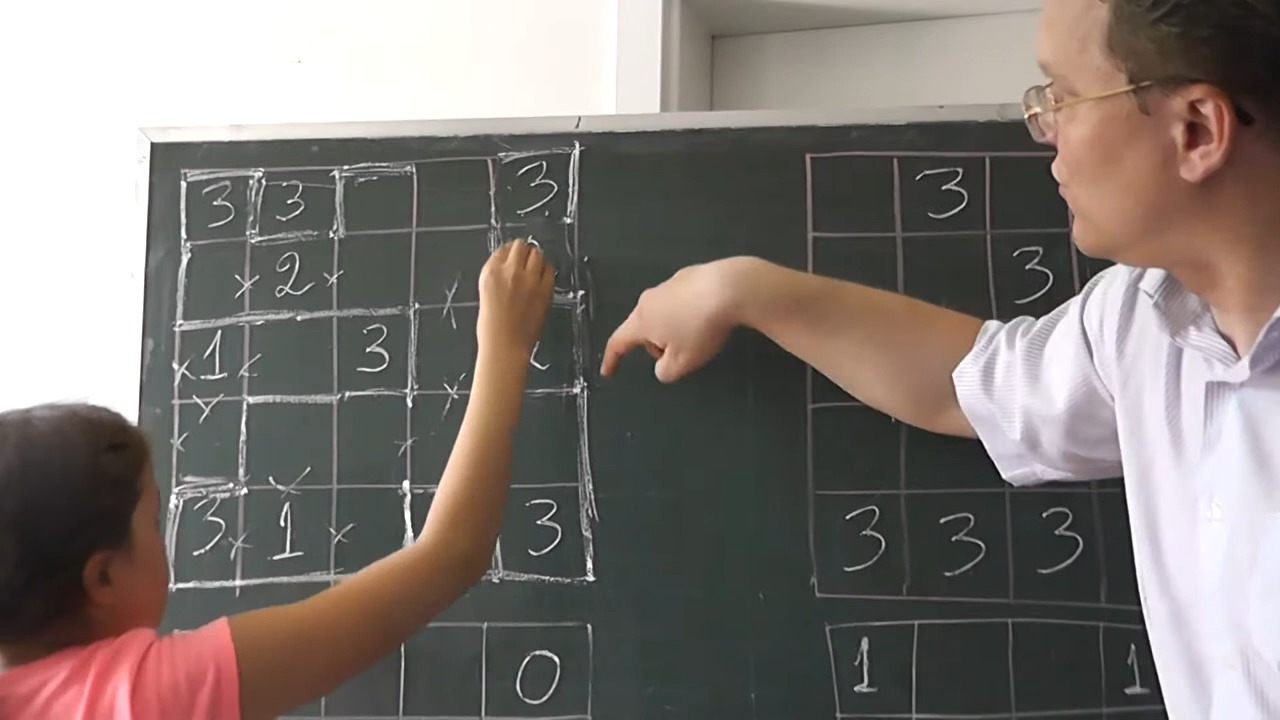 3 3 3
× 2 ×
× 1 × 3
3 × 1 × 3
0
3
3
3 3 3
1 1